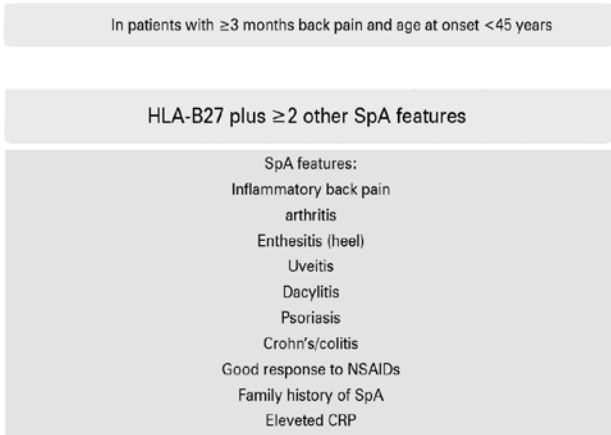 In patients with ≥3 months back pain and age at onset <45 years
HLA-B27 plus ≥2 other SpA features
SpA features:
Inflammatory back pain
arthritis
Enthesitis (heel)
Uveitis
Dacylitis
Psoriasis
Crohn's/colitis
Good response to NSAIDs
Family history of SpA
Eleveted CRP